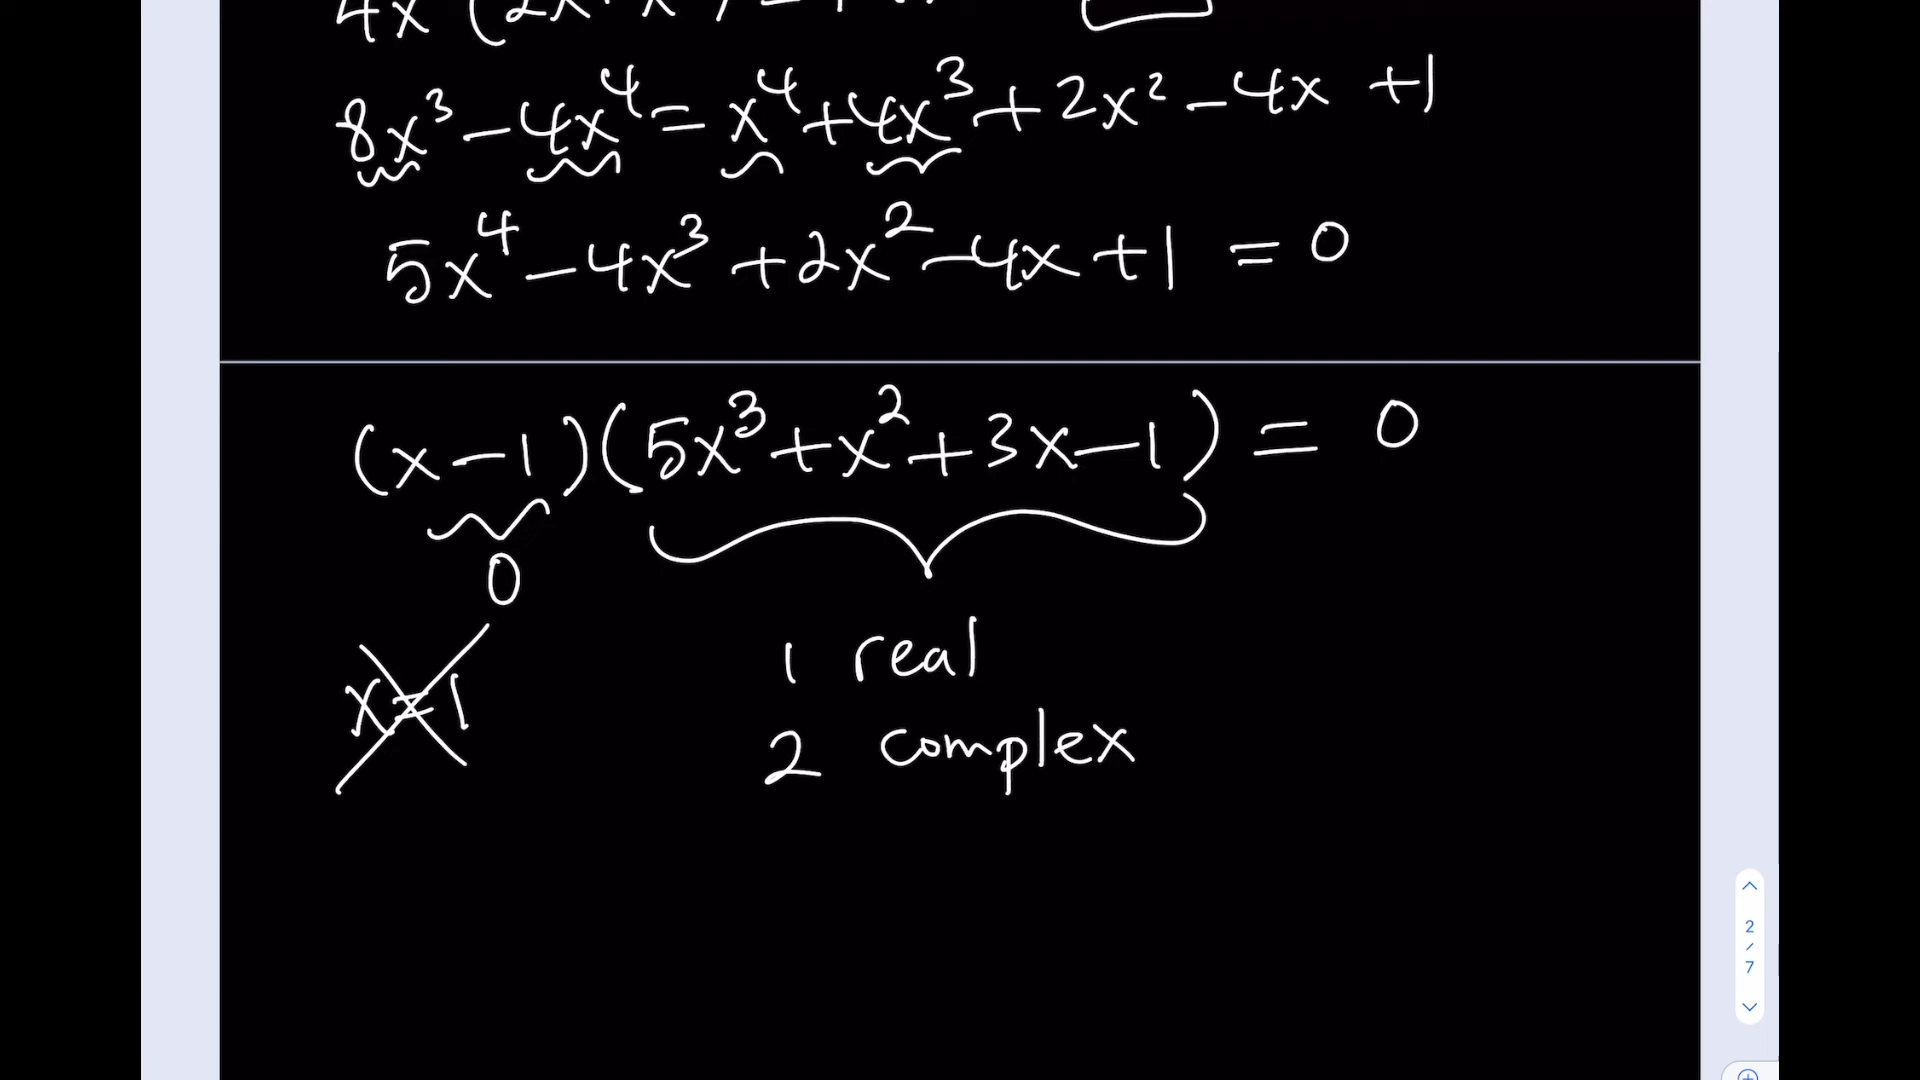 8x³ - 4x⁴ = x⁴ + 4x³ + 2x² - 4x + 1
5x⁴ - 4x³ + 2x² - 4x + 1 = 0
(x - 1)(5x³ + x² + 3x - 1) = 0
0
x = 1
1 real
2 complex
2
/
7